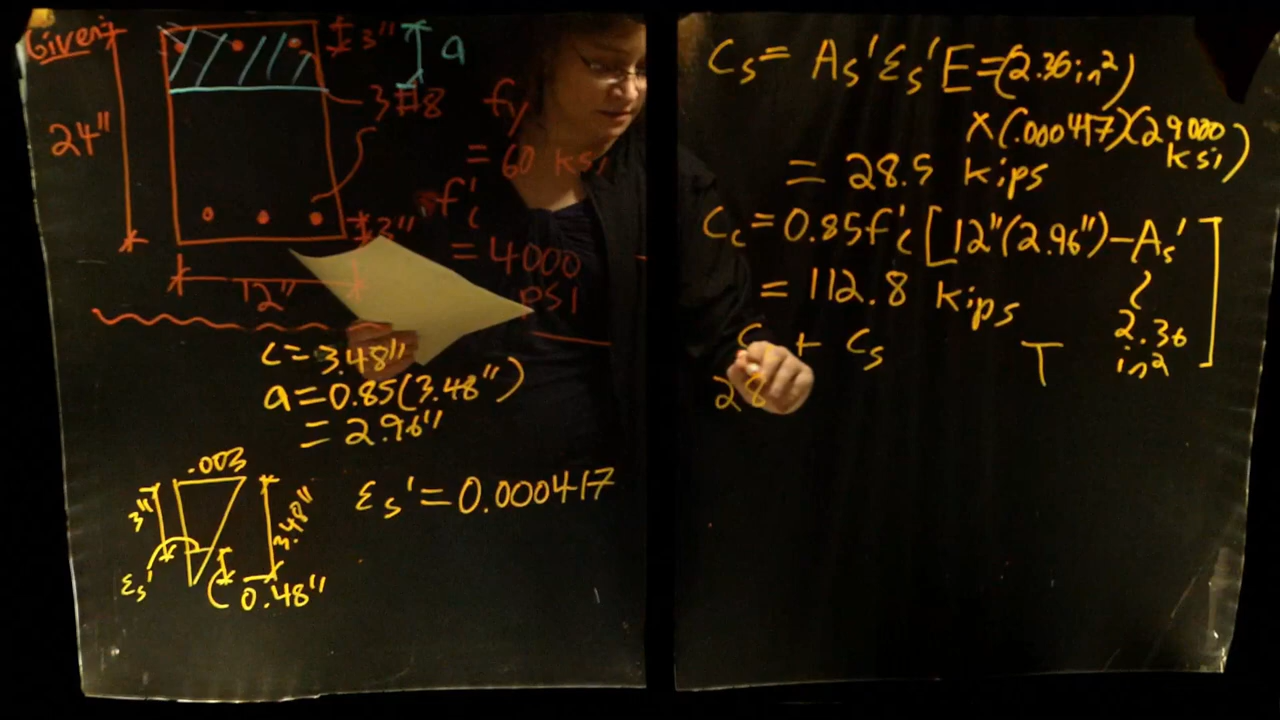 Given:
3"
a
24"
3#8
fy
= 60 ksi
f'c
= 4000
psi
3"
12"
c = 3.48"
a = 0.85(3.48")
= 2.96"
.003
3"
3.48"
εs'
0.48"
εs' = 0.000417
Cs = As' εs' E = (2.36 in²)
x (.000417)(29000
ksi)
= 28.5 kips
Cc = 0.85f'c [12"(2.96") - As']
= 112.8 kips
2.36
in²
+ Cs T
28